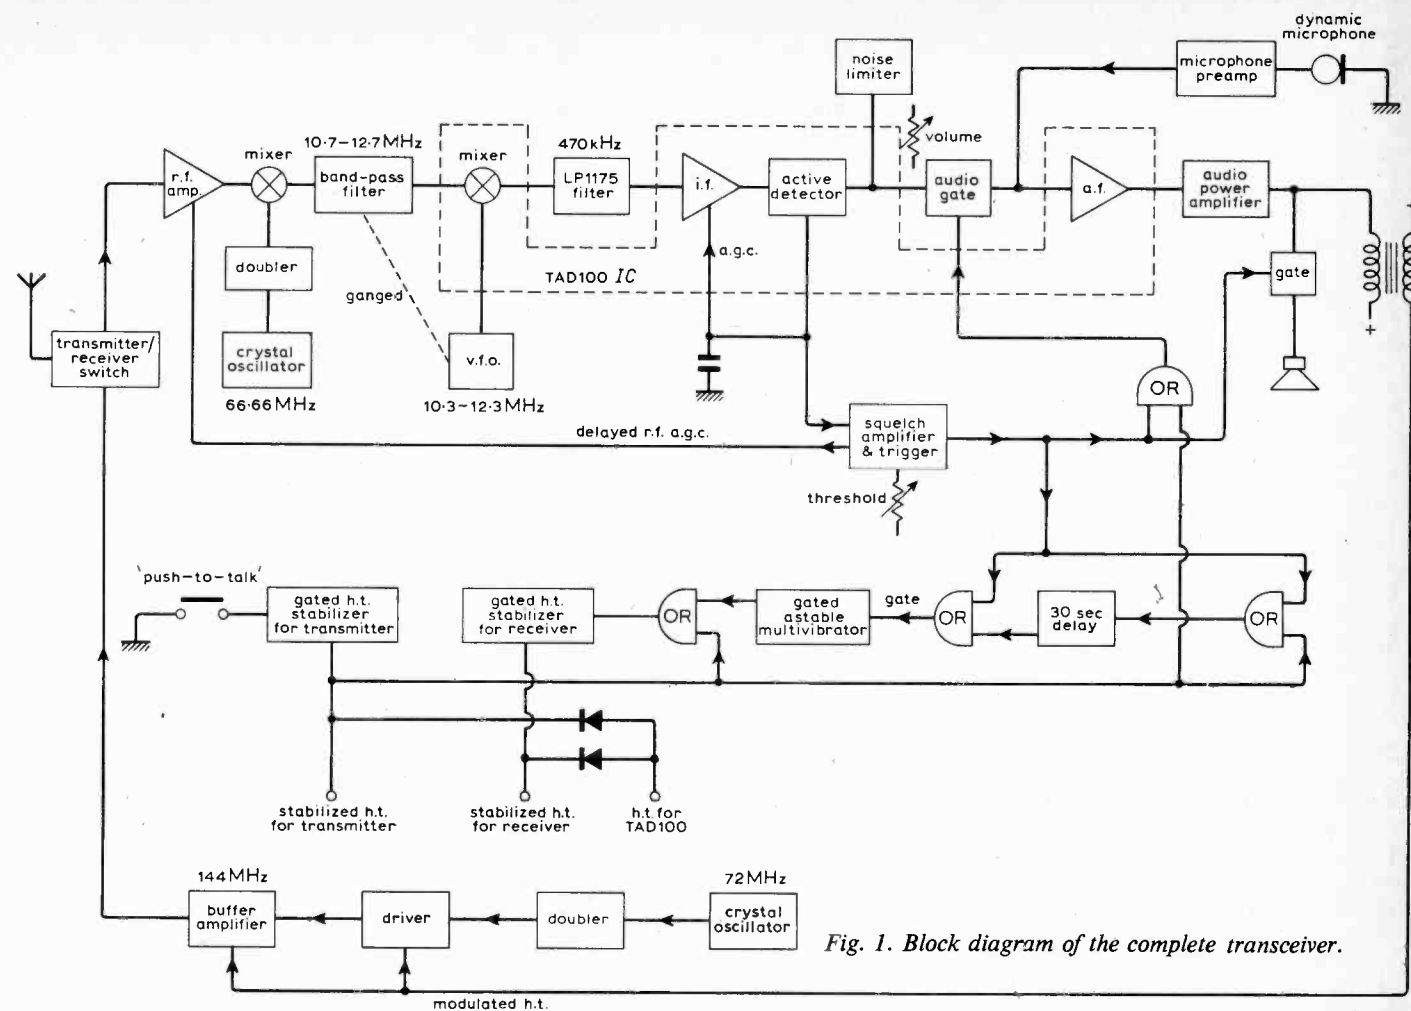 dynamic
microphone
noise
limiter
microphone
preamp
volume
10·7–12·7MHz
470kHz
mixer
mixer
r.f.
amp.
band-pass
filter
LP1175
filter
i.f.
active
detector
audio
gate
a.f.
audio
power
amplifier
a.g.c.
doubler
TAD100 IC
gate
ganged
transmitter/
receiver
switch
crystal
oscillator
v.f.o.
+
66·66MHz
10·3–12·3MHz
OR
delayed r.f. a.g.c.
squelch
amplifier
& trigger
threshold
'push-to-talk'
gated h.t.
stabilizer
for transmitter
gated h.t.
stabilizer
for receiver
OR
gated
astable
multivibrator
gate
OR
30 sec
delay
OR
stabilized h.t.
for transmitter
stabilized h.t.
for receiver
h.t. for
TAD100
144MHz
72MHz
buffer
amplifier
driver
doubler
crystal
oscillator
Fig. 1. Block diagram of the complete transceiver.
modulated h.t.